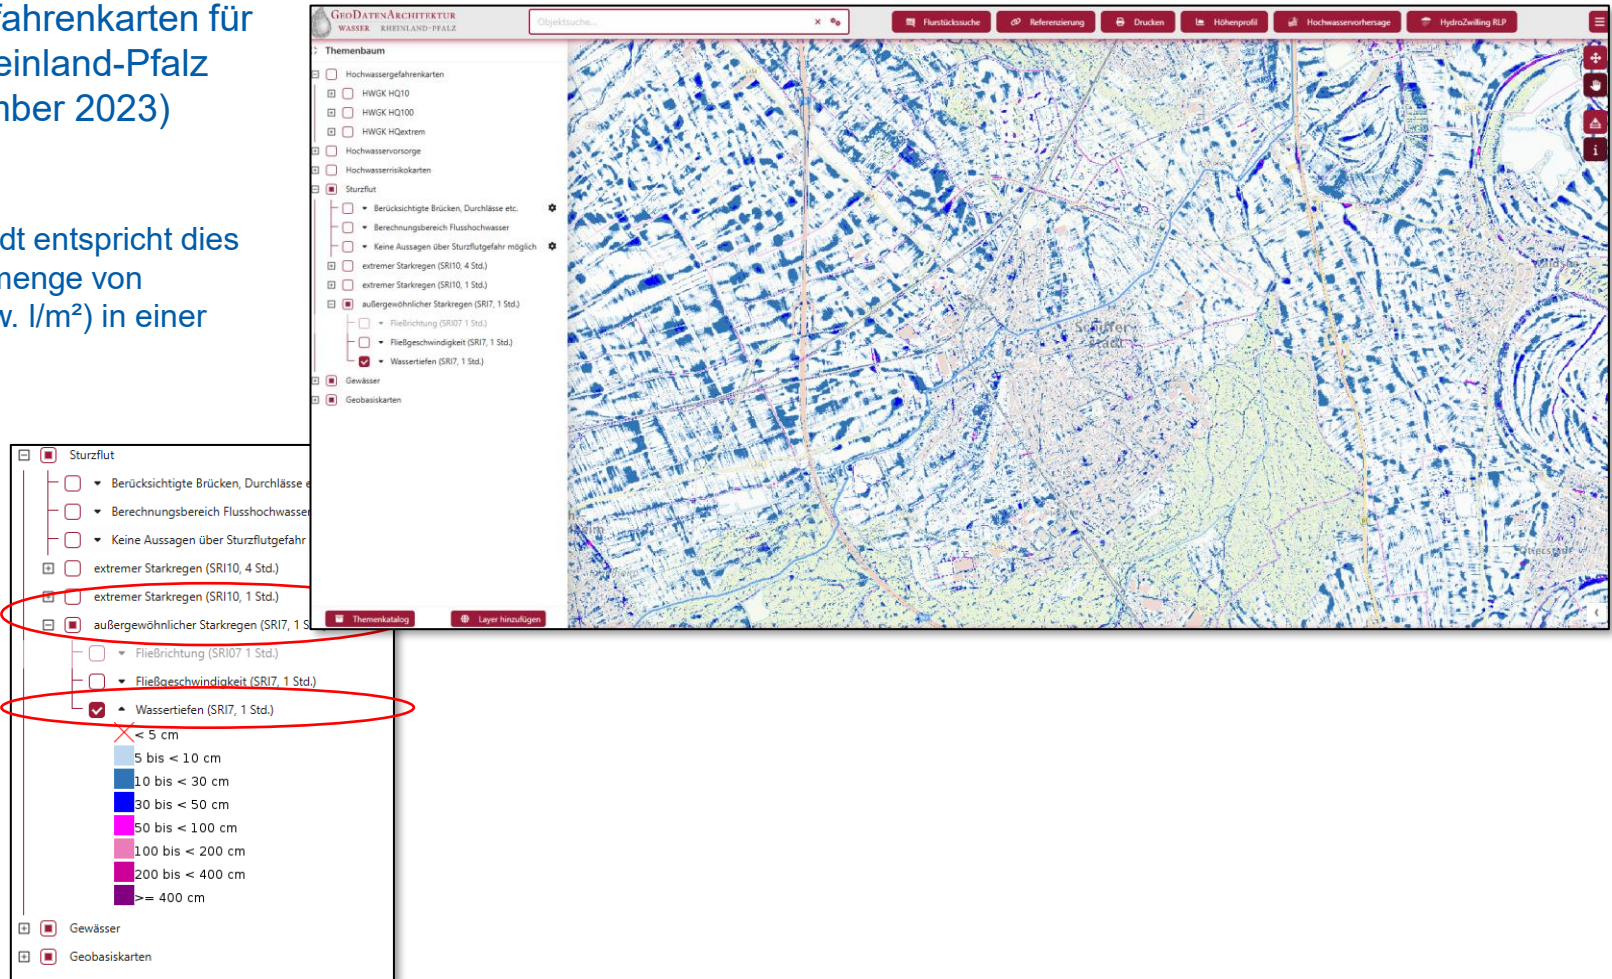 fahrenkarten für
einland-Pfalz
mber 2023)
dt entspricht dies
menge von
w. l/m²) in einer
GEODATENARCHITEKTUR
WASSER RHEINLAND-PFALZ
Objektsuche...
Flurstückssuche
Referenzierung
Drucken
Höhenprofil
Hochwasservorhersage
HydroZwilling RLP
Themenbaum
Hochwassergefahrenkarten
HWGK HQ10
HWGK HQ100
HWGK HQextrem
Hochwasservorsorge
Hochwasserrisikokarten
Sturzflut
Berücksichtigte Brücken, Durchlässe etc.
Berechnungsbereich Flusshochwasser
Keine Aussagen über Sturzflutgefahr möglich
extremer Starkregen (SRI10, 4 Std.)
extremer Starkregen (SRI10, 1 Std.)
außergewöhnlicher Starkregen (SRI7, 1 Std.)
Fließrichtung (SRI07 1 Std.)
Fließgeschwindigkeit (SRI7, 1 Std.)
Wassertiefen (SRI7, 1 Std.)
Gewässer
Geobasiskarten
Themenkatalog
Layer hinzufügen
Schiffer-
stadt
Otterstadt
Sturzflut
Berücksichtigte Brücken, Durchlässe e
Berechnungsbereich Flusshochwasser
Keine Aussagen über Sturzflutgefahr
extremer Starkregen (SRI10, 4 Std.)
extremer Starkregen (SRI10, 1 Std.)
außergewöhnlicher Starkregen (SRI7, 1 S
Fließrichtung (SRI07 1 Std.)
Fließgeschwindigkeit (SRI7, 1 Std.)
Wassertiefen (SRI7, 1 Std.)
< 5 cm
5 bis < 10 cm
10 bis < 30 cm
30 bis < 50 cm
50 bis < 100 cm
100 bis < 200 cm
200 bis < 400 cm
>= 400 cm
Gewässer
Geobasiskarten